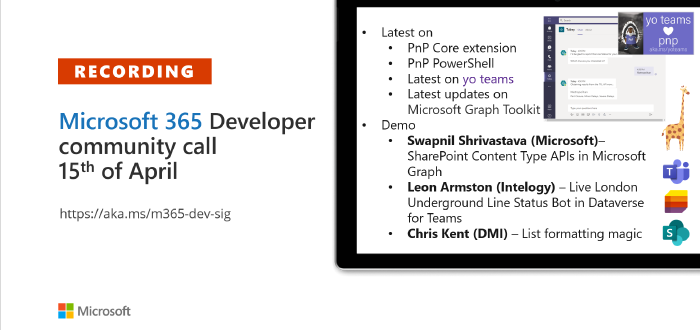 RECORDING
Microsoft 365 Developer
community call
15th of April
https://aka.ms/m365-dev-sig
Microsoft
• Latest on
• PnP Core extension
• PnP PowerShell
• Latest on yo teams
• Latest updates on
Microsoft Graph Toolkit
• Demo
• Swapnil Shrivastava (Microsoft)–
SharePoint Content Type APIs in Microsoft
Graph
• Leon Armston (Intelogy) – Live London
Underground Line Status Bot in Dataverse
for Teams
• Chris Kent (DMI) – List formatting magic
yo teams
pnp